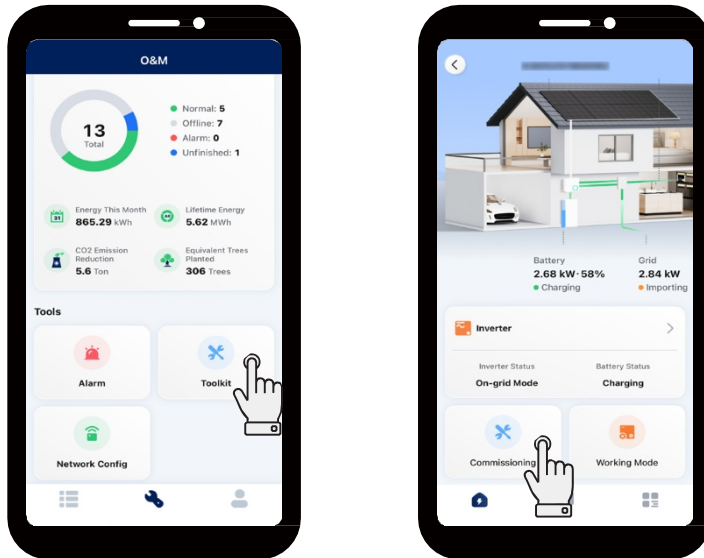 O&M
13
Total
Normal: 5
Offline: 7
Alarm: 0
Unfinished: 1
Energy This Month
865.29 kWh
Lifetime Energy
5.62 MWh
CO2 Emission
Reduction
5.6 Ton
Equivalent Trees
Planted
306 Trees
Tools
Alarm
Toolkit
Network Config
Battery
2.68 kW·58%
Charging
Grid
2.84 kW
Importing
Inverter
Inverter Status
On-grid Mode
Battery Status
Charging
Commissioning
Working Mode